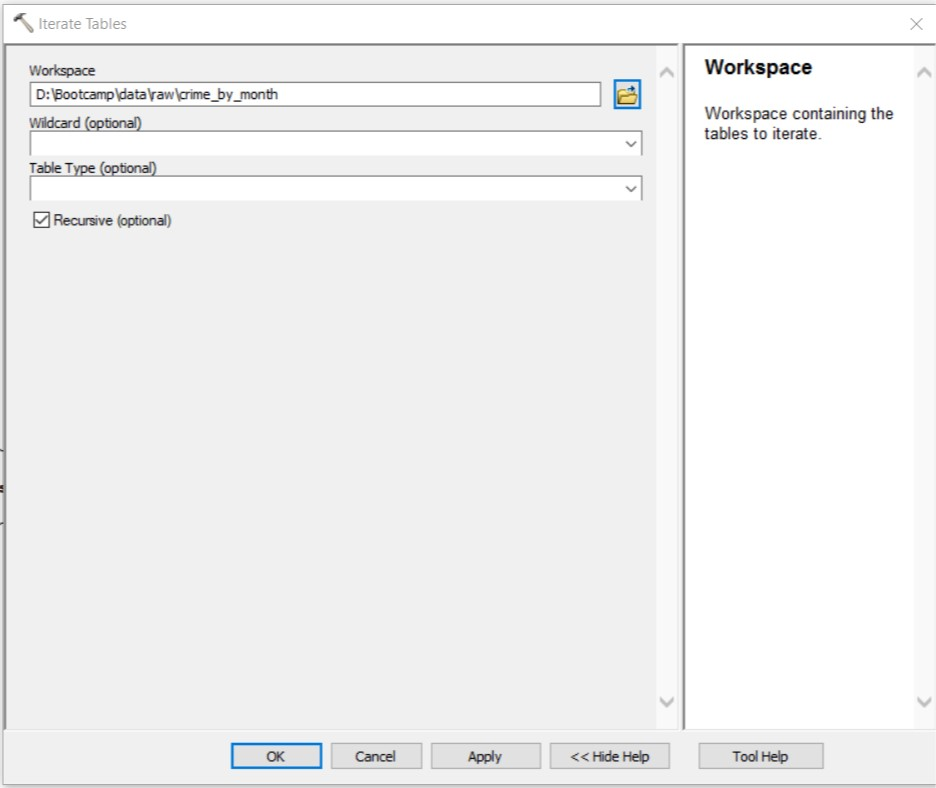 Iterate Tables
Workspace
D:\Bootcamp\data\raw\crime_by_month
Wildcard (optional)
Table Type (optional)
Recursive (optional)
Workspace
Workspace containing the
tables to iterate.
OK
Cancel
Apply
<< Hide Help
Tool Help